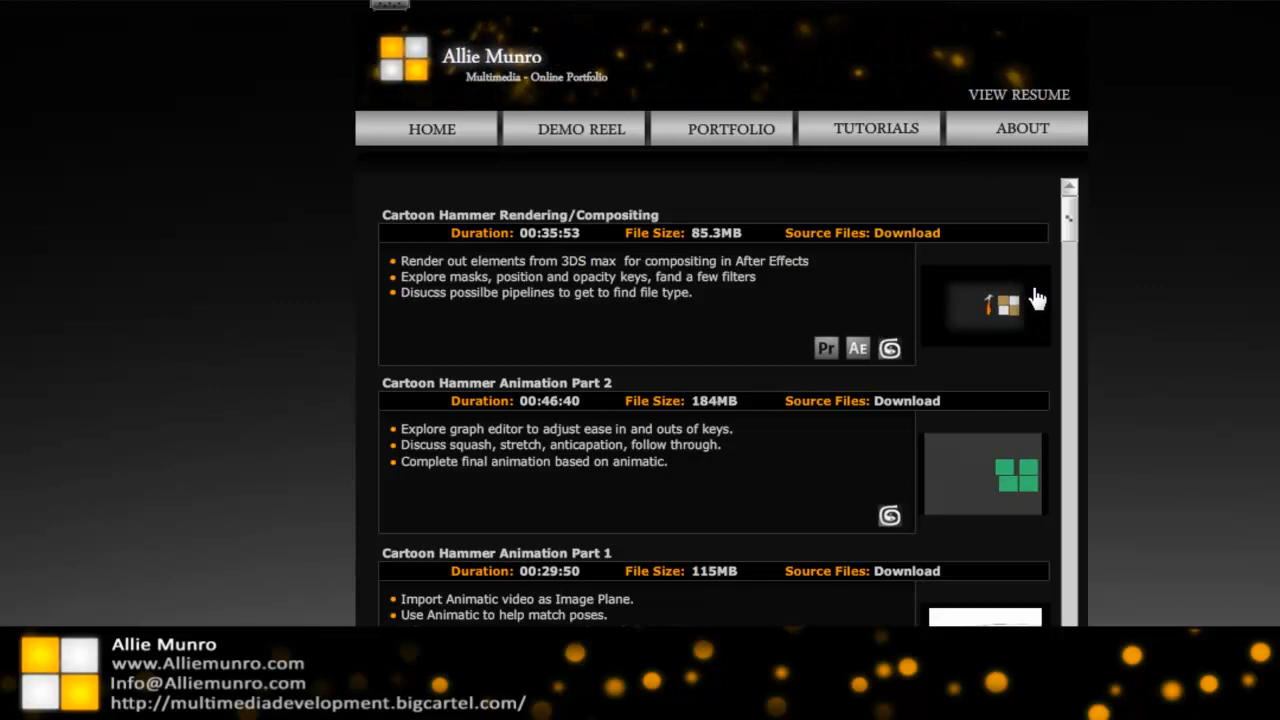 Allie Munro
Multimedia - Online Portfolio
VIEW RESUME
HOME DEMO REEL PORTFOLIO TUTORIALS ABOUT
Cartoon Hammer Rendering/Compositing
Duration: 00:35:53 File Size: 85.3MB Source Files: Download
Render out elements from 3DS max for compositing in After Effects
Explore masks, position and opacity keys, fand a few filters
Disucss possilbe pipelines to get to find file type.
Pr AE
Cartoon Hammer Animation Part 2
Duration: 00:46:40 File Size: 184MB Source Files: Download
Explore graph editor to adjust ease in and outs of keys.
Discuss squash, stretch, anticapation, follow through.
Complete final animation based on animatic.
Cartoon Hammer Animation Part 1
Duration: 00:29:50 File Size: 115MB Source Files: Download
Import Animatic video as Image Plane.
Use Animatic to help match poses.
Allie Munro
www.Alliemunro.com
Info@Alliemunro.com
http://multimediadevelopment.bigcartel.com/